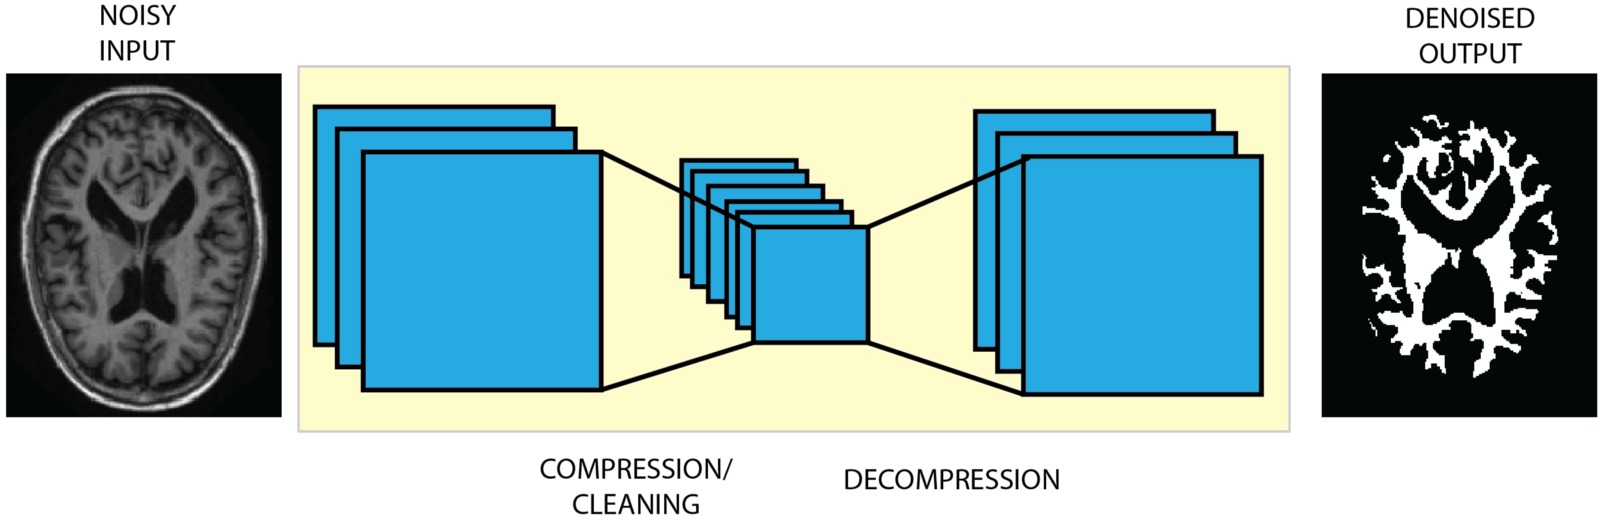 NOISY
INPUT
DENOISED
OUTPUT
COMPRESSION/
CLEANING
DECOMPRESSION